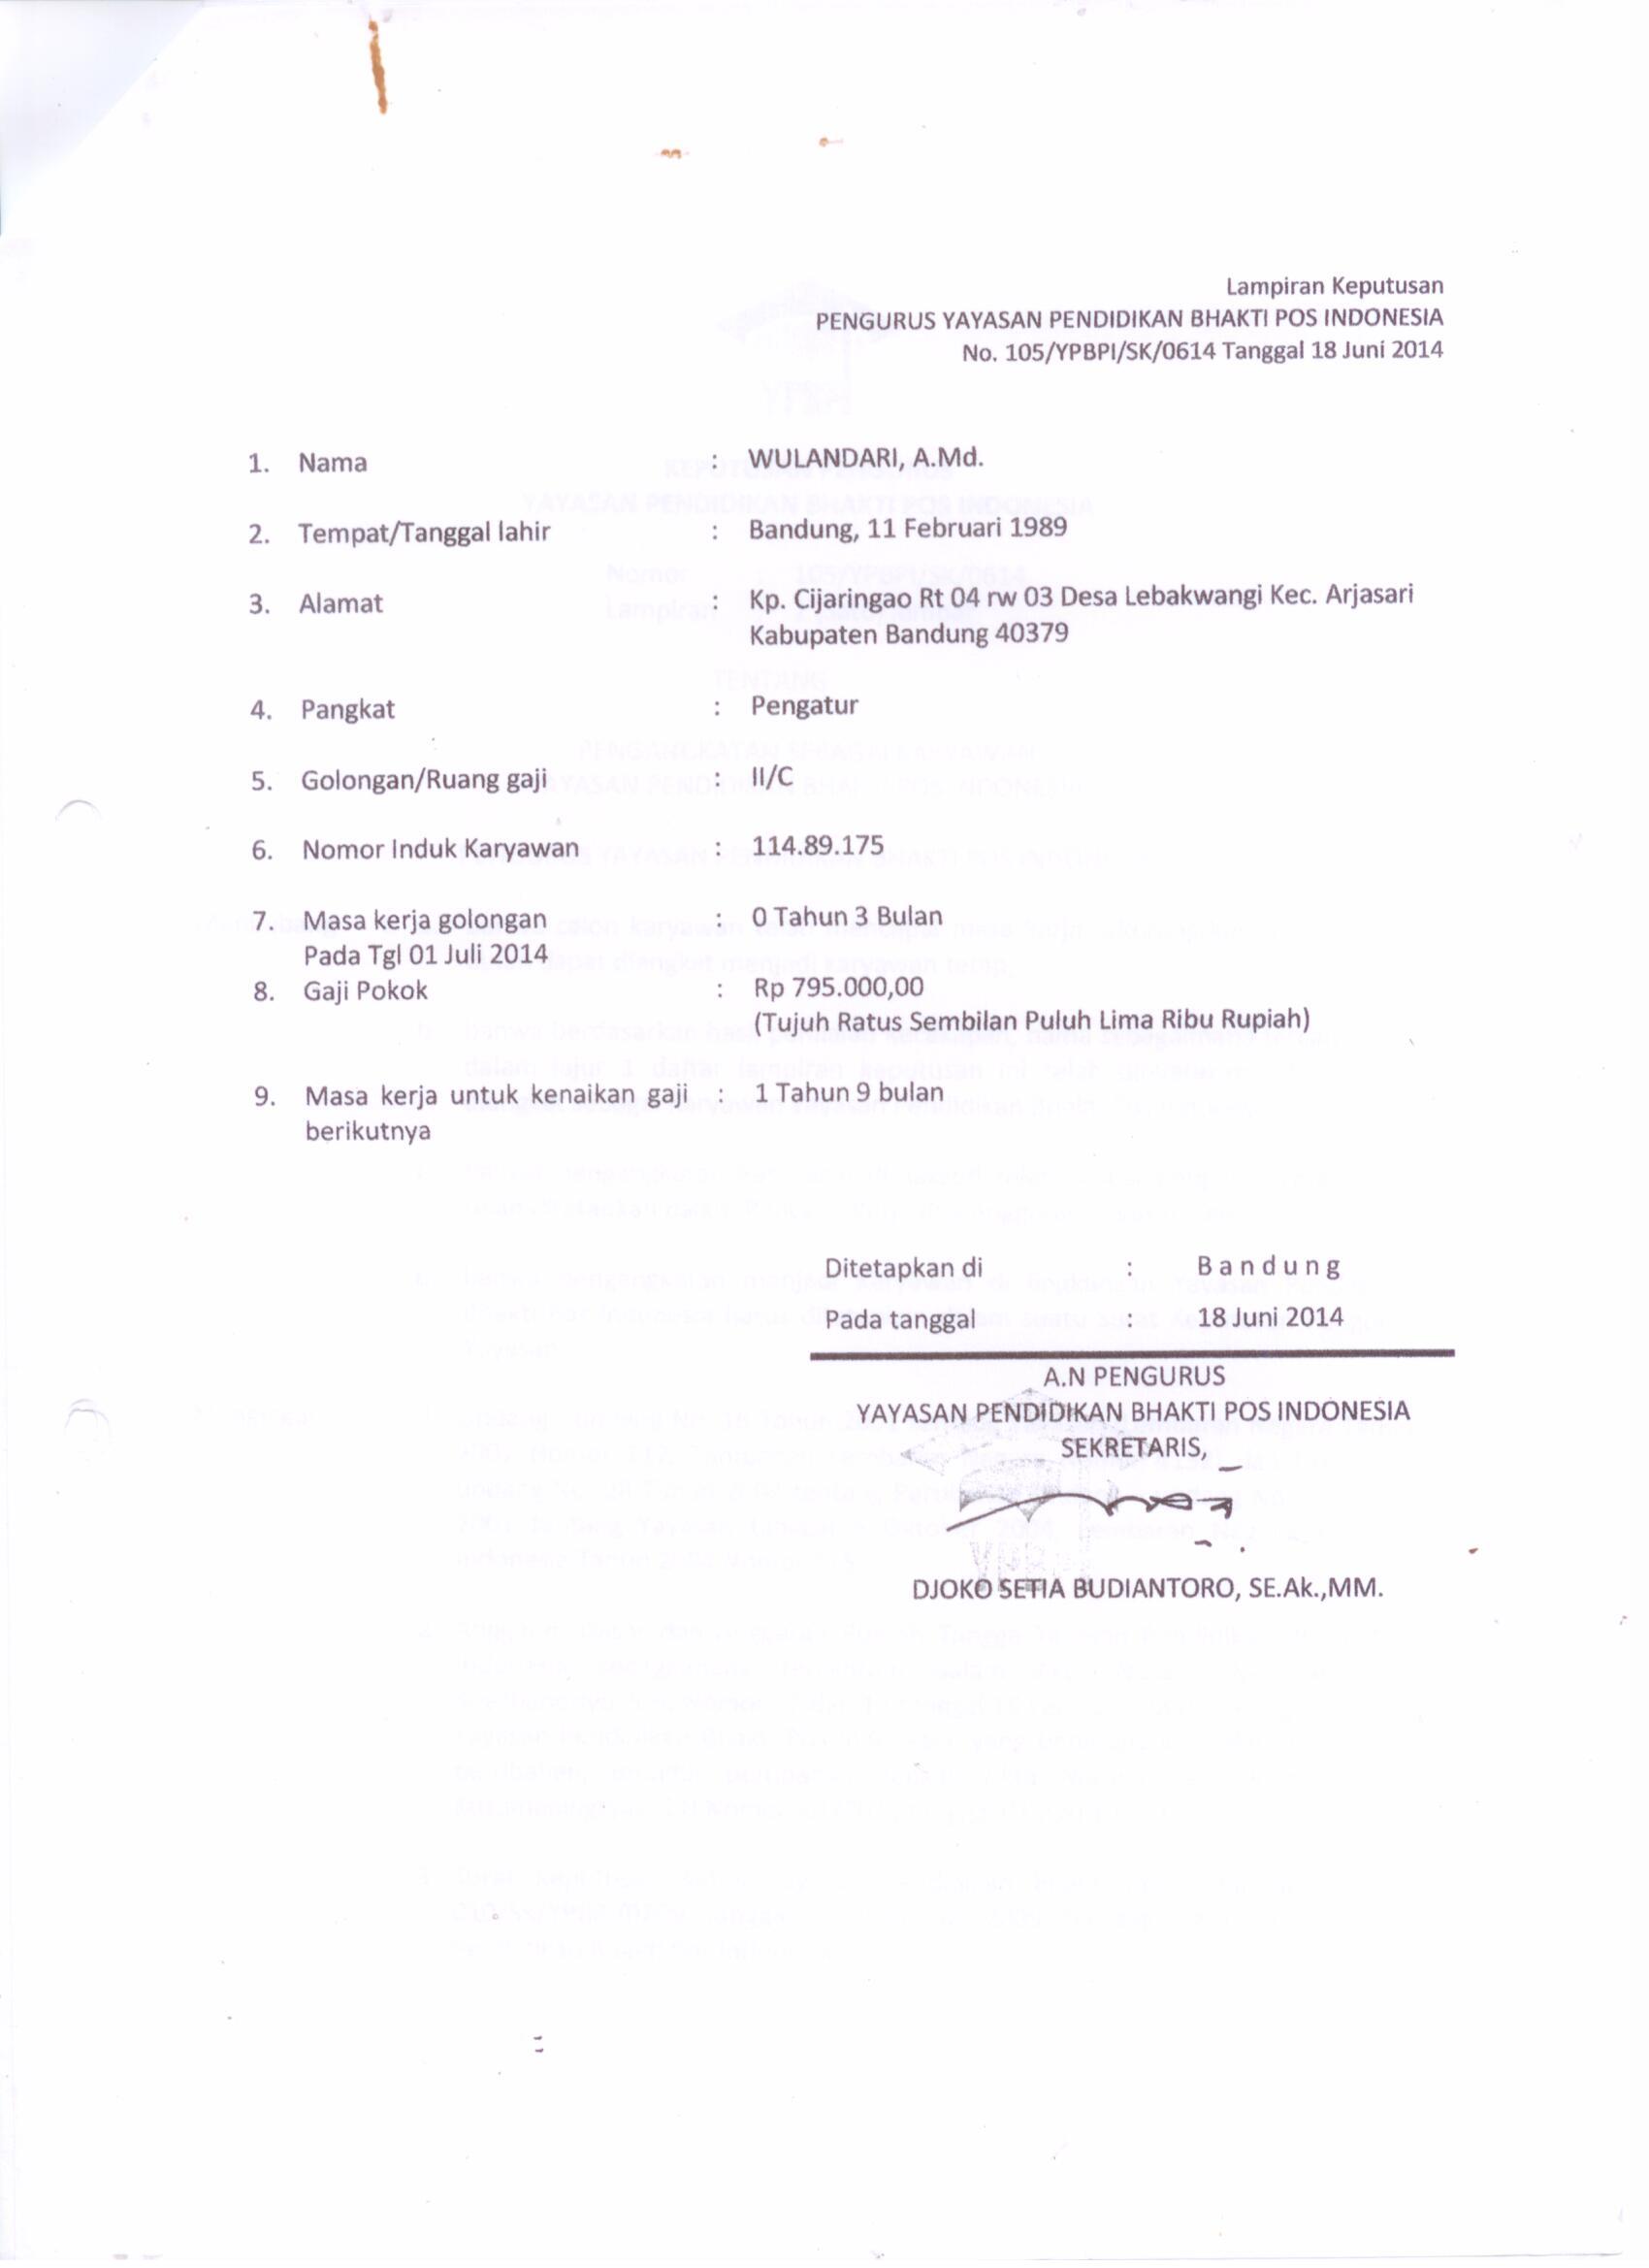 Lampiran Keputusan
PENGURUS YAYASAN PENDIDIKAN BHAKTI POS INDONESIA
No. 105/YPBPI/SK/0614 Tanggal 18 Juni 2014
1. Nama : WULANDARI, A.Md.
2. Tempat/Tanggal lahir : Bandung, 11 Februari 1989
3. Alamat : Kp. Cijaringao Rt 04 rw 03 Desa Lebakwangi Kec. Arjasari
Kabupaten Bandung 40379
4. Pangkat : Pengatur
5. Golongan/Ruang gaji : II/C
6. Nomor Induk Karyawan : 114.89.175
7. Masa kerja golongan : 0 Tahun 3 Bulan
Pada Tgl 01 Juli 2014
8. Gaji Pokok : Rp 795.000,00
(Tujuh Ratus Sembilan Puluh Lima Ribu Rupiah)
9. Masa kerja untuk kenaikan gaji : 1 Tahun 9 bulan
berikutnya
Ditetapkan di : B a n d u n g
Pada tanggal : 18 Juni 2014
A.N PENGURUS
YAYASAN PENDIDIKAN BHAKTI POS INDONESIA
SEKRETARIS,
DJOKO SETIA BUDIANTORO, SE.Ak.,MM.